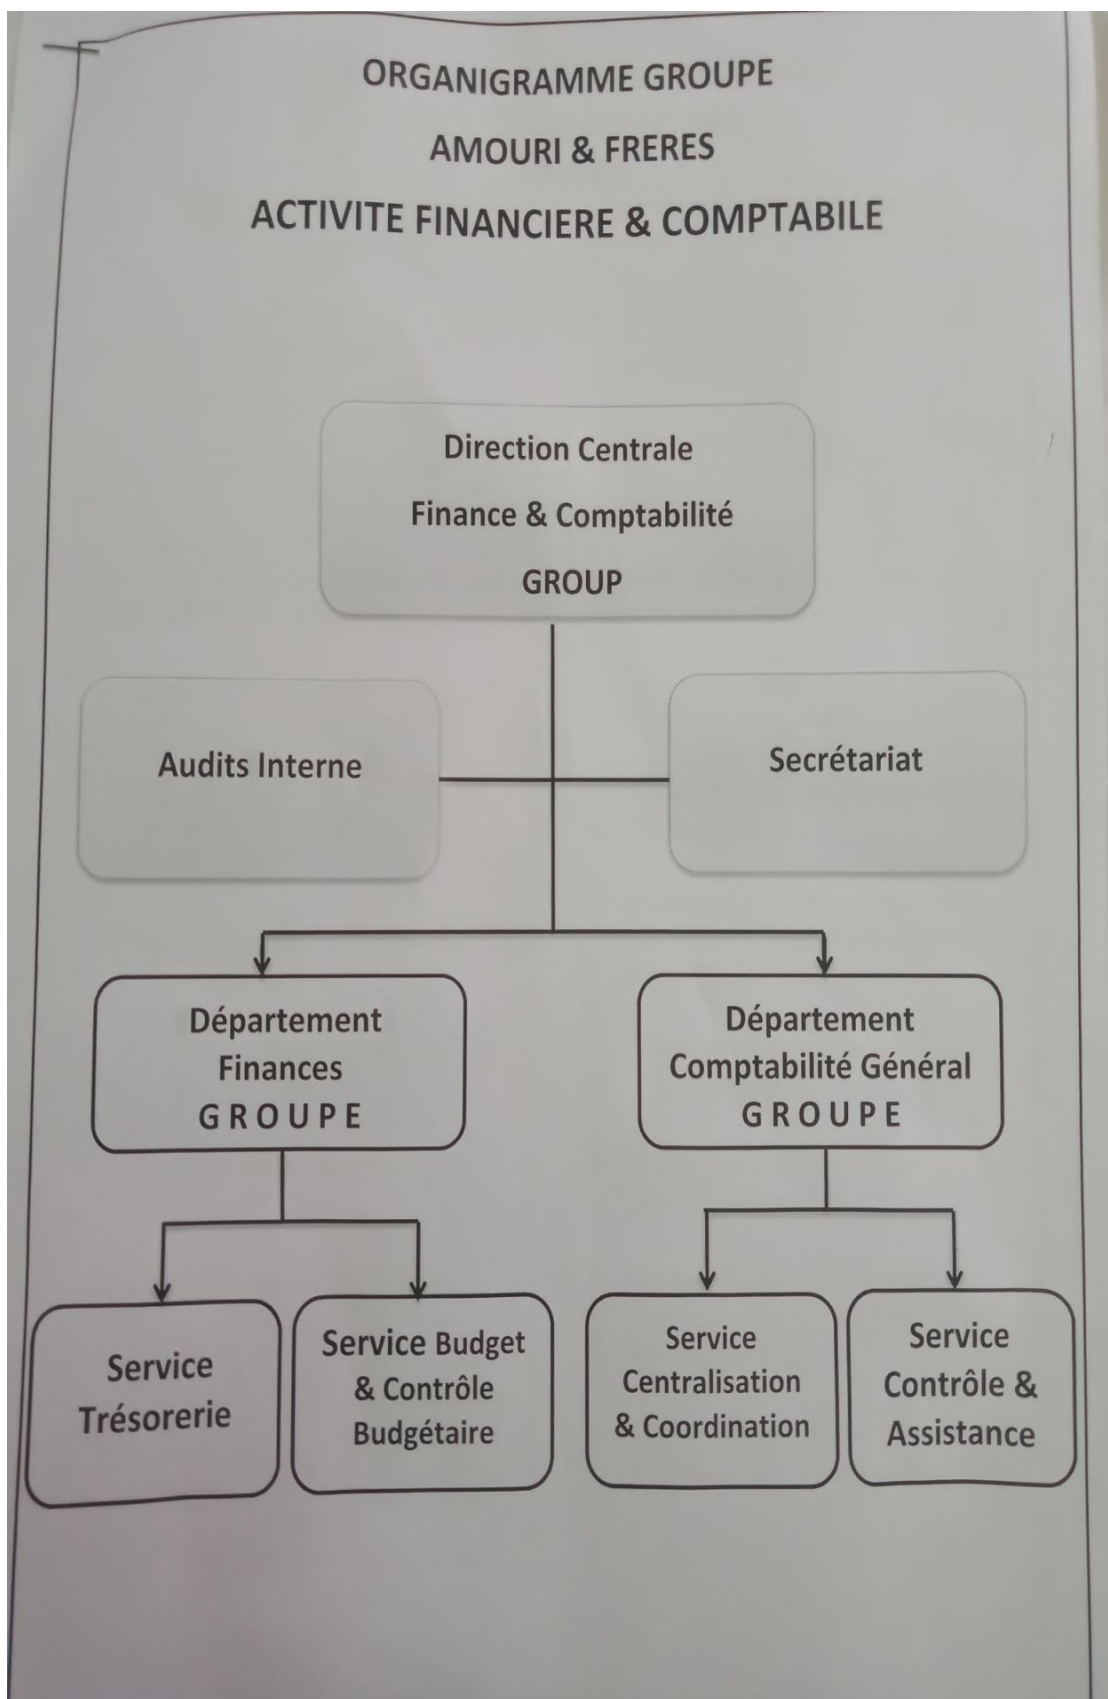 ORGANIGRAMME GROUPE
AMOURI & FRERES
ACTIVITE FINANCIERE & COMPTABILE
Direction Centrale
Finance & Comptabilité
GROUP
Audits Interne
Secrétariat
Département
Finances
GROUPE
Département
Comptabilité Général
GROUPE
Service
Trésorerie
Service Budget
& Contrôle
Budgétaire
Service
Centralisation
& Coordination
Service
Contrôle &
Assistance